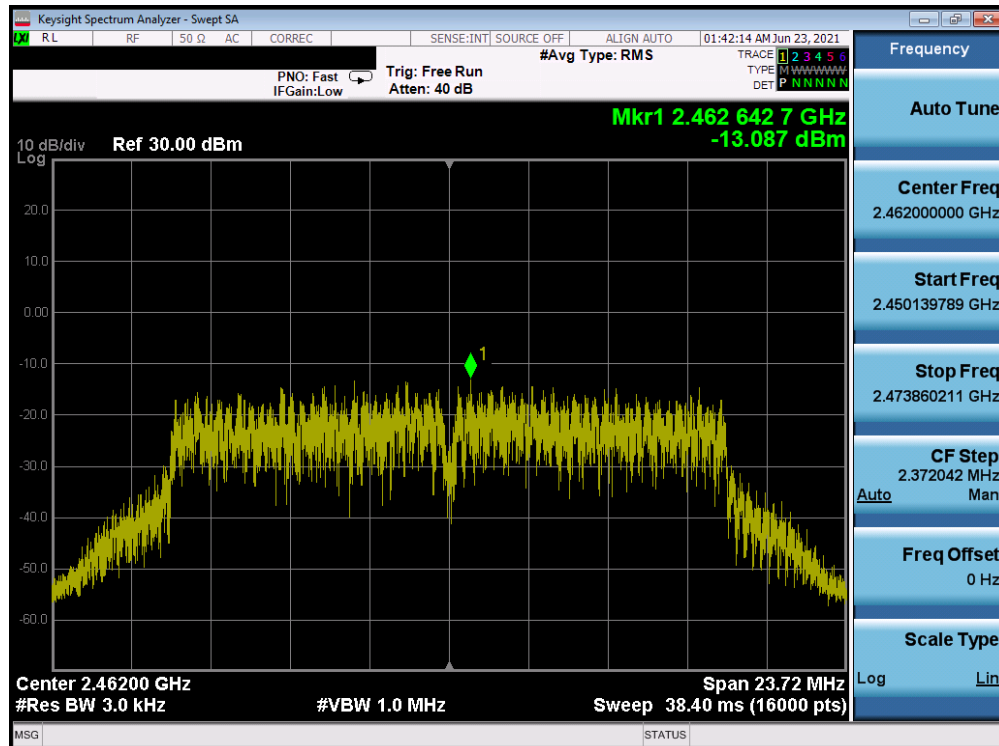 Keysight Spectrum Analyzer - Swept SA
LXI RL RF 50 Ω AC CORREC SENSE:INT SOURCE OFF ALIGN AUTO 01:42:14 AM Jun 23, 2021
#Avg Type: RMS
TRACE 1 2 3 4 5 6
PNO: Fast Trig: Free Run
TYPE M WWWWW
IFGain:Low Atten: 40 dB
DET P N N N N N
Mkr1 2.462 642 7 GHz
-13.087 dBm
10 dB/div Ref 30.00 dBm
Log
20.0
10.0
0.00
-10.0
1
-20.0
-30.0
-40.0
-50.0
-60.0
Center 2.46200 GHz Span 23.72 MHz
#Res BW 3.0 kHz #VBW 1.0 MHz Sweep 38.40 ms (16000 pts)
MSG STATUS
Frequency
Auto Tune
Center Freq
2.462000000 GHz
Start Freq
2.450139789 GHz
Stop Freq
2.473860211 GHz
CF Step
2.372042 MHz
Auto Man
Freq Offset
0 Hz
Scale Type
Log Lin